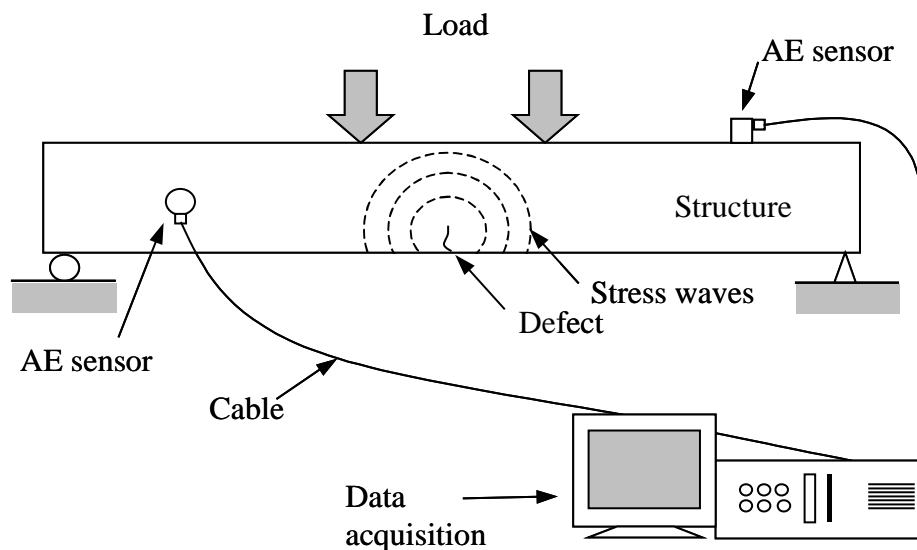 Load
AE sensor
Structure
Stress waves
Defect
AE sensor
Cable
Data
acquisition